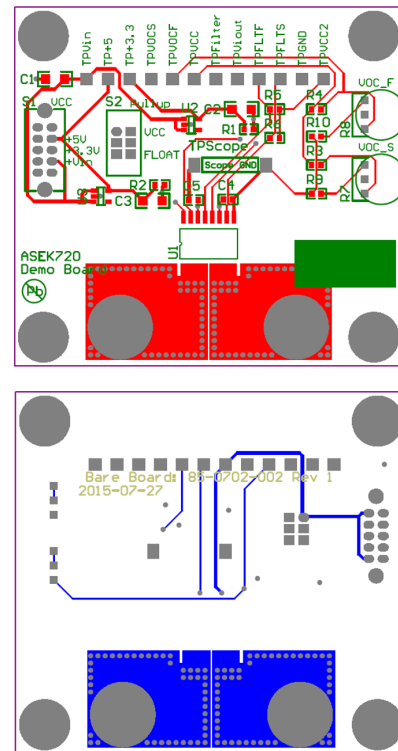 TPVin
TP+5
TP+3.3
TPVOCS
TPVOCF
TPVCC
TPFilter
TPViout
TPFLTF
TPFLTS
TPGND
TPVCC2
C1
S1
VCC
S2
Pullup
U2
C2
R5
R4
VOC_F
+5V
+3.3V
+Vin
VCC
FLOAT
R1
R6
R10
R8
TPScope
Scope GND
R3
VOC_S
R2
C3
C5
C4
R9
R7
U1
ASEK720
Demo Board
Pb
Bare Board: 85-0702-002 Rev 1
2015-07-27